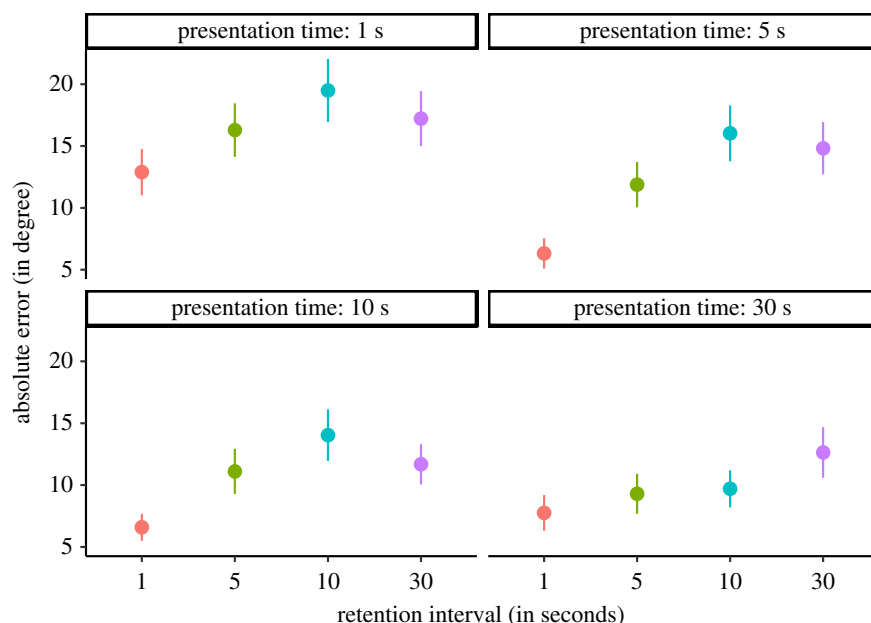 presentation time: 1 s
presentation time: 5 s
20
15
10
5
presentation time: 10 s
presentation time: 30 s
20
15
10
5
absolute error (in degree)
1 5 10 30
1 5 10 30
retention interval (in seconds)